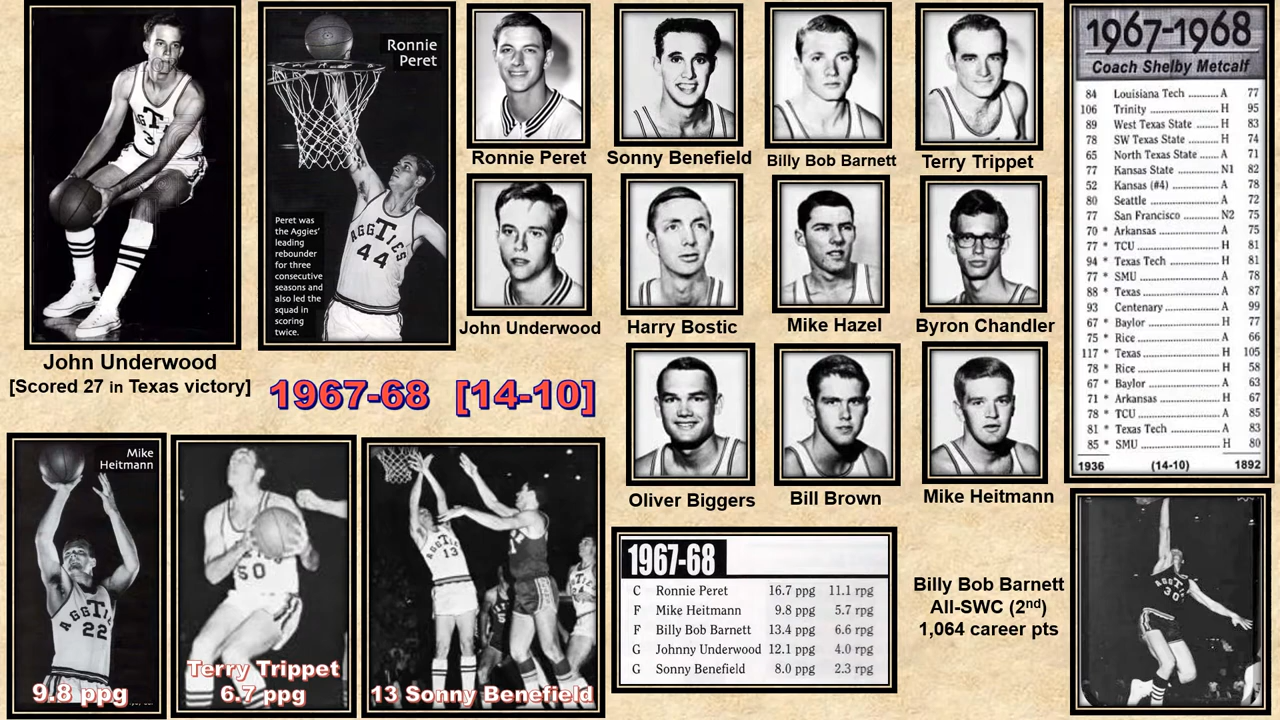 AGTIES
3
John Underwood
[Scored 27 in Texas victory]
Ronnie
Peret
Peret was
the Aggies'
leading
rebounder
for three
consecutive
seasons and
also led the
squad in
scoring
twice.
AGGTIES
44
Ronnie Peret
Sonny Benefield
Billy Bob Barnett
Terry Trippet
John Underwood
Harry Bostic
Mike Hazel
Byron Chandler
Oliver Biggers
Bill Brown
Mike Heitmann
1967-68 [14-10]
1967-1968
Coach Shelby Metcalf
84 Louisiana Tech .......... A 77
106 Trinity .......... H 95
89 West Texas State .......... H 83
78 SW Texas State .......... H 74
65 North Texas State .......... A 71
77 Kansas State .......... N1 82
52 Kansas (#4) .......... A 78
80 Seattle .......... A 72
77 San Francisco .......... N2 75
70 * Arkansas .......... A 75
77 * TCU .......... H 81
94 * Texas Tech .......... H 81
77 * SMU .......... A 78
88 * Texas .......... A 87
93 Centenary .......... A 99
67 * Baylor .......... H 77
75 * Rice .......... A 66
117 * Texas .......... H 105
78 * Rice .......... H 58
67 * Baylor .......... A 63
71 * Arkansas .......... H 67
78 * TCU .......... A 85
81 * Texas Tech .......... A 83
85 * SMU .......... H 80
1936 (14-10) 1892
Mike
Heitmann
AGGTIES
22
9.8 ppg
50
Terry Trippet
6.7 ppg
AGGTIES
13
13 Sonny Benefield
1967-68
C Ronnie Peret 16.7 ppg 11.1 rpg
F Mike Heitmann 9.8 ppg 5.7 rpg
F Billy Bob Barnett 13.4 ppg 6.6 rpg
G Johnny Underwood 12.1 ppg 4.0 rpg
G Sonny Benefield 8.0 ppg 2.3 rpg
Billy Bob Barnett
All-SWC (2nd)
1,064 career pts
AGGTIES
30